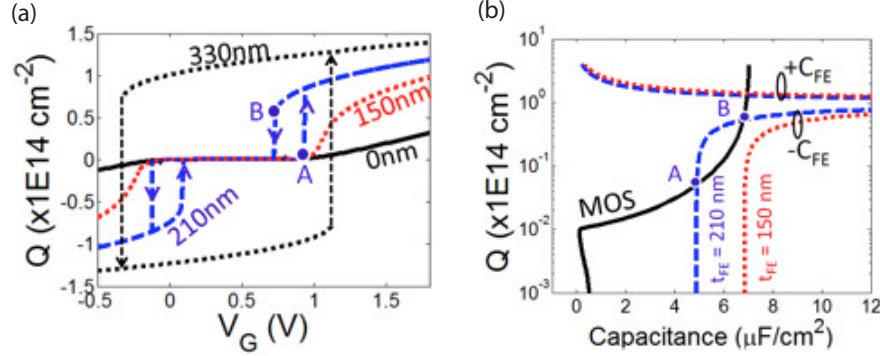 (a)
330nm
1.5
1
0.5
0
-0.5
-1
-1.5
B
150nm
0nm
A
210nm
-0.5
0
0.5
1
1.5
Q (x1E14 cm⁻²)
V_G (V)
(b)
10¹
10⁰
10⁻¹
10⁻²
10⁻³
+C_FE
B
-C_FE
A
MOS
t_FE = 210 nm
t_FE = 150 nm
0
2
4
6
8
10
12
Q (x1E14 cm⁻²)
Capacitance (μF/cm²)